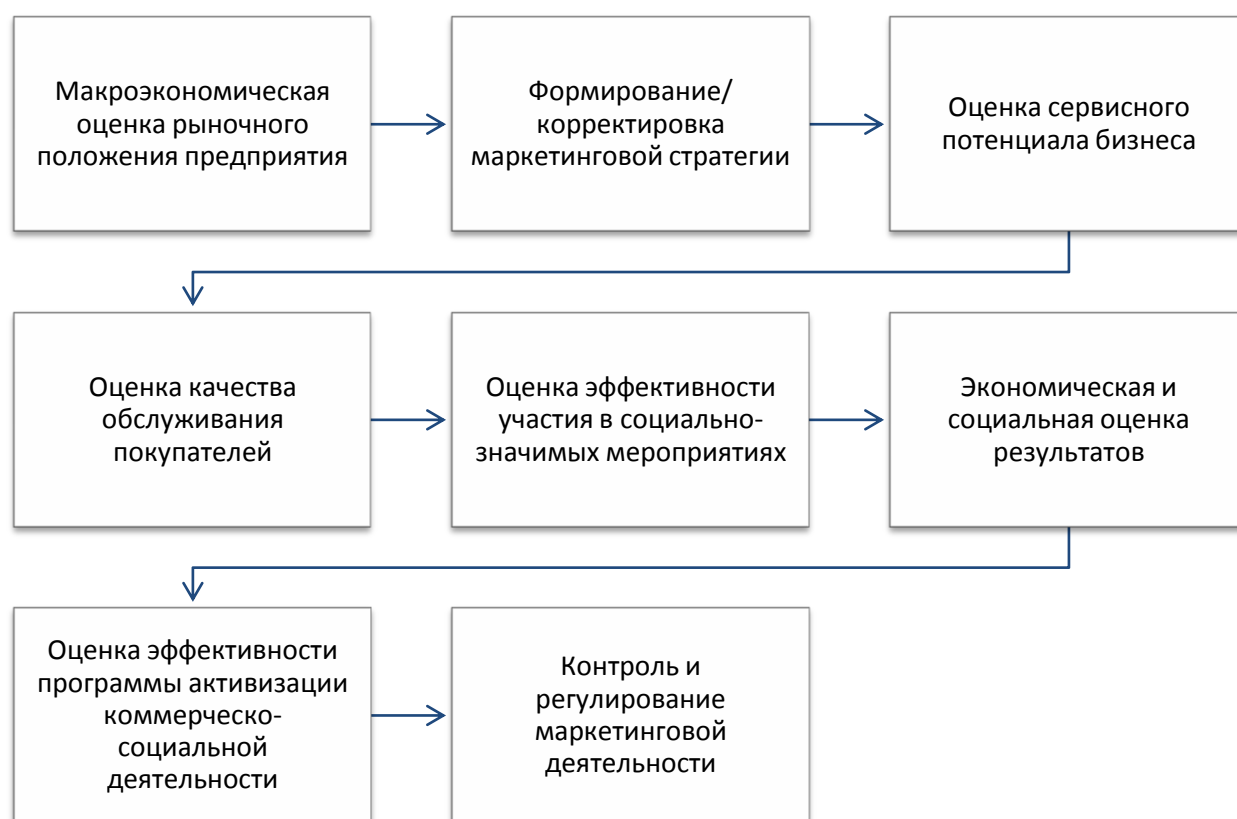 Макроэкономическая
оценка рыночного
положения предприятия
Формирование/
корректировка
маркетинговой стратегии
Оценка сервисного
потенциала бизнеса
Оценка качества
обслуживания
покупателей
Оценка эффективности
участия в социально-
значимых мероприятиях
Экономическая и
социальная оценка
результатов
Оценка эффективности
программы активизации
коммерческо-
социальной
деятельности
Контроль и
регулирование
маркетинговой
деятельности